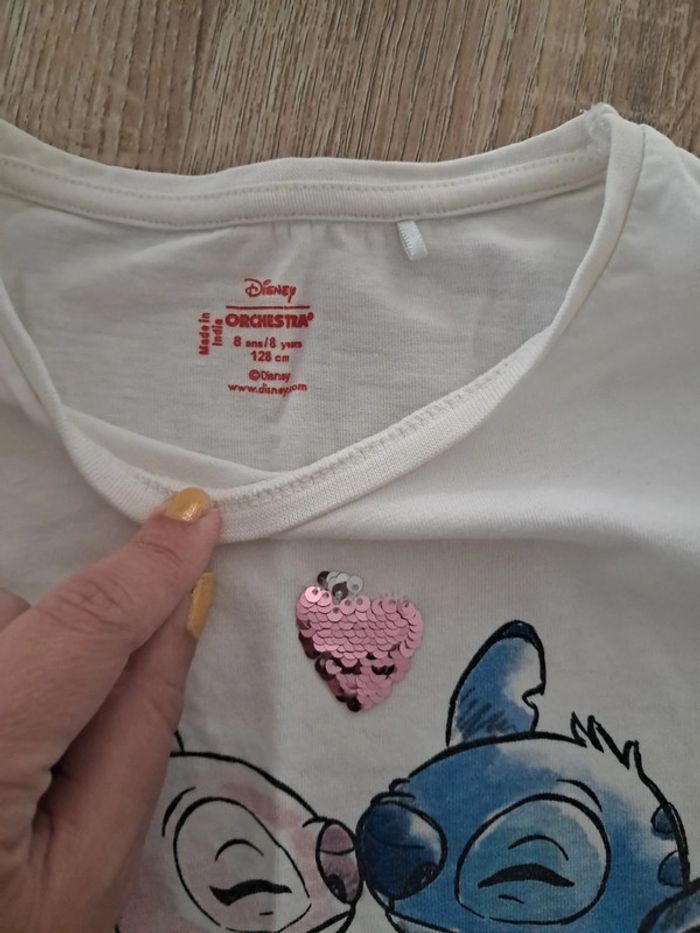 Disney
ORCHESTRA®
Made in
India
8 ans/8 years
128 cm
©Disney
www.disney.com